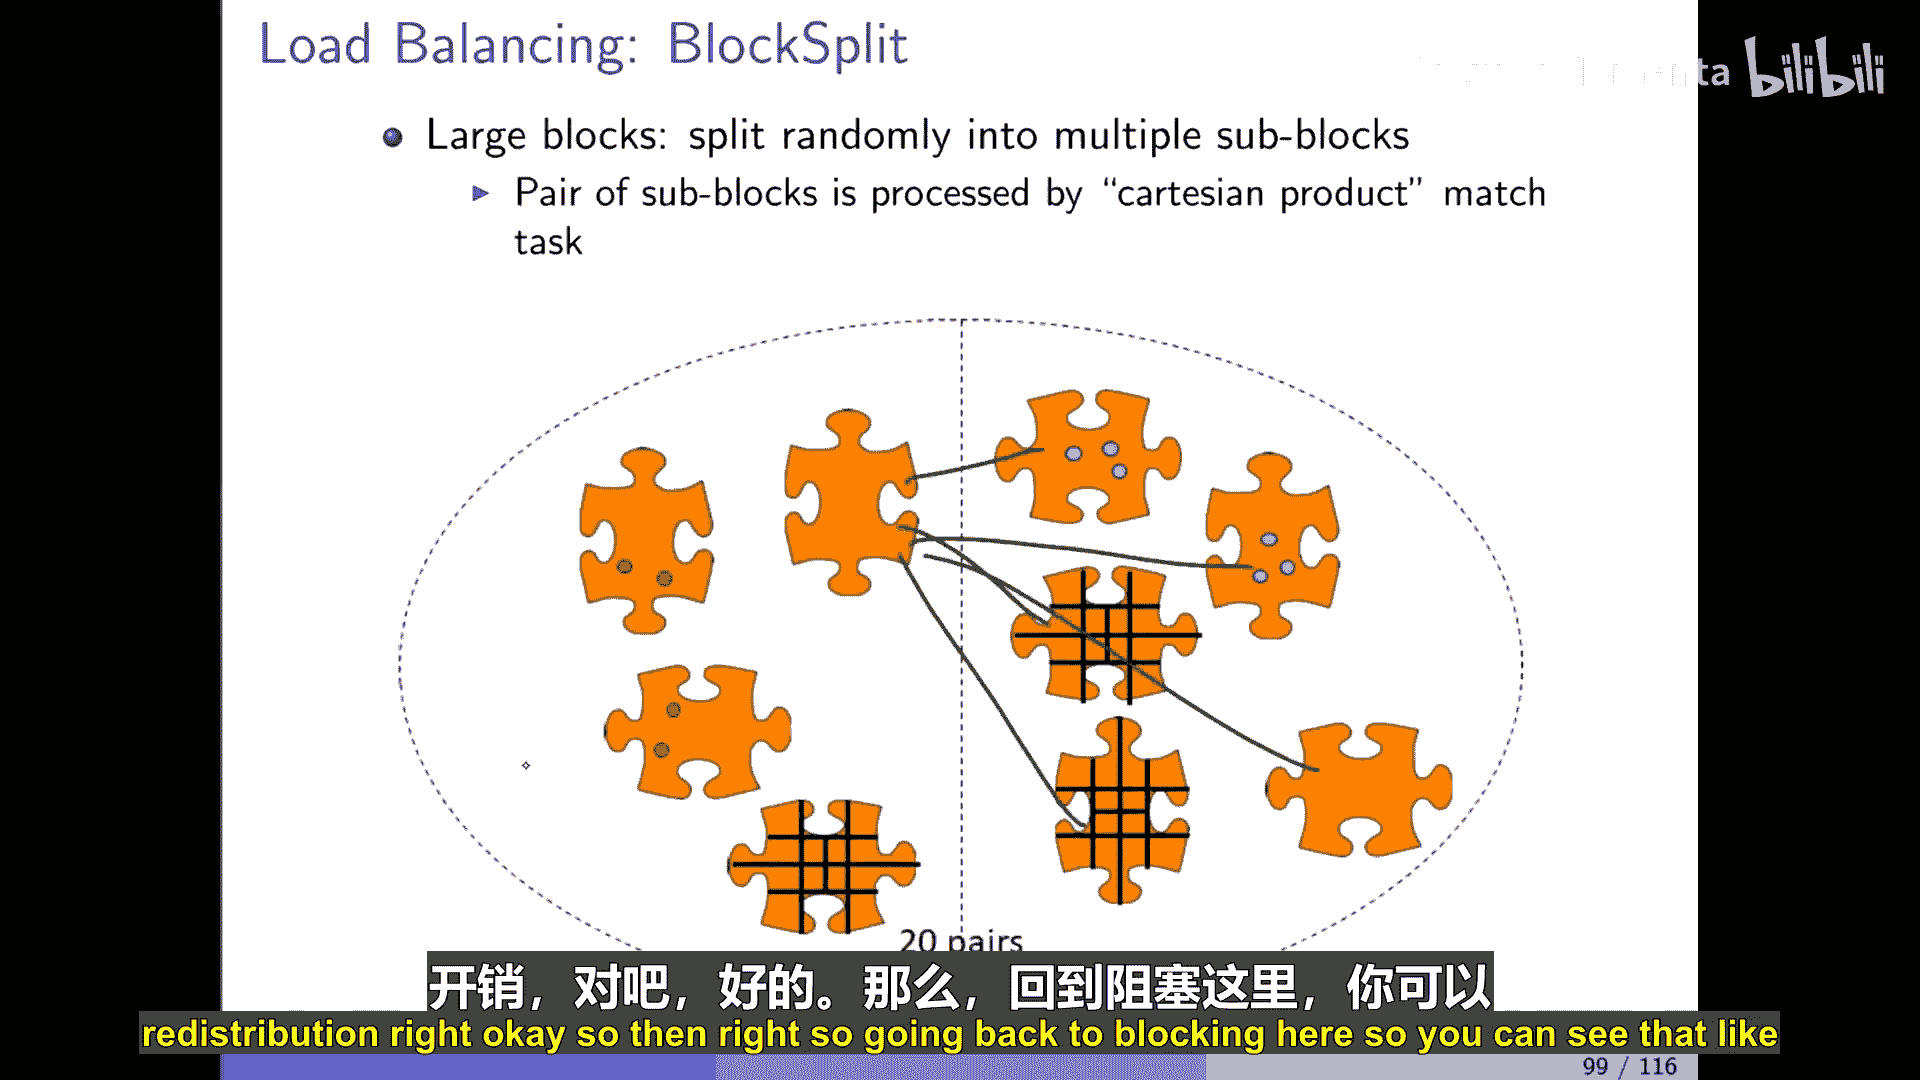 Load Balancing: BlockSplit
bilibili
Large blocks: split randomly into multiple sub-blocks
Pair of sub-blocks is processed by “cartesian product” match
task
20 pairs
开销，对吧，好的。那么，回到阻塞这里，你可以
redistribution right okay so then right so going back to blocking here so you can see that like
99 / 116